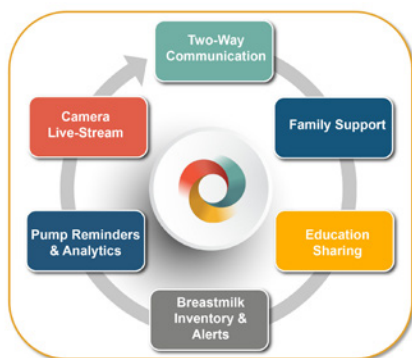 Two-Way
Communication
Family Support
Education
Sharing
Breastmilk
Inventory &
Alerts
Pump Reminders
& Analytics
Camera
Live-Stream